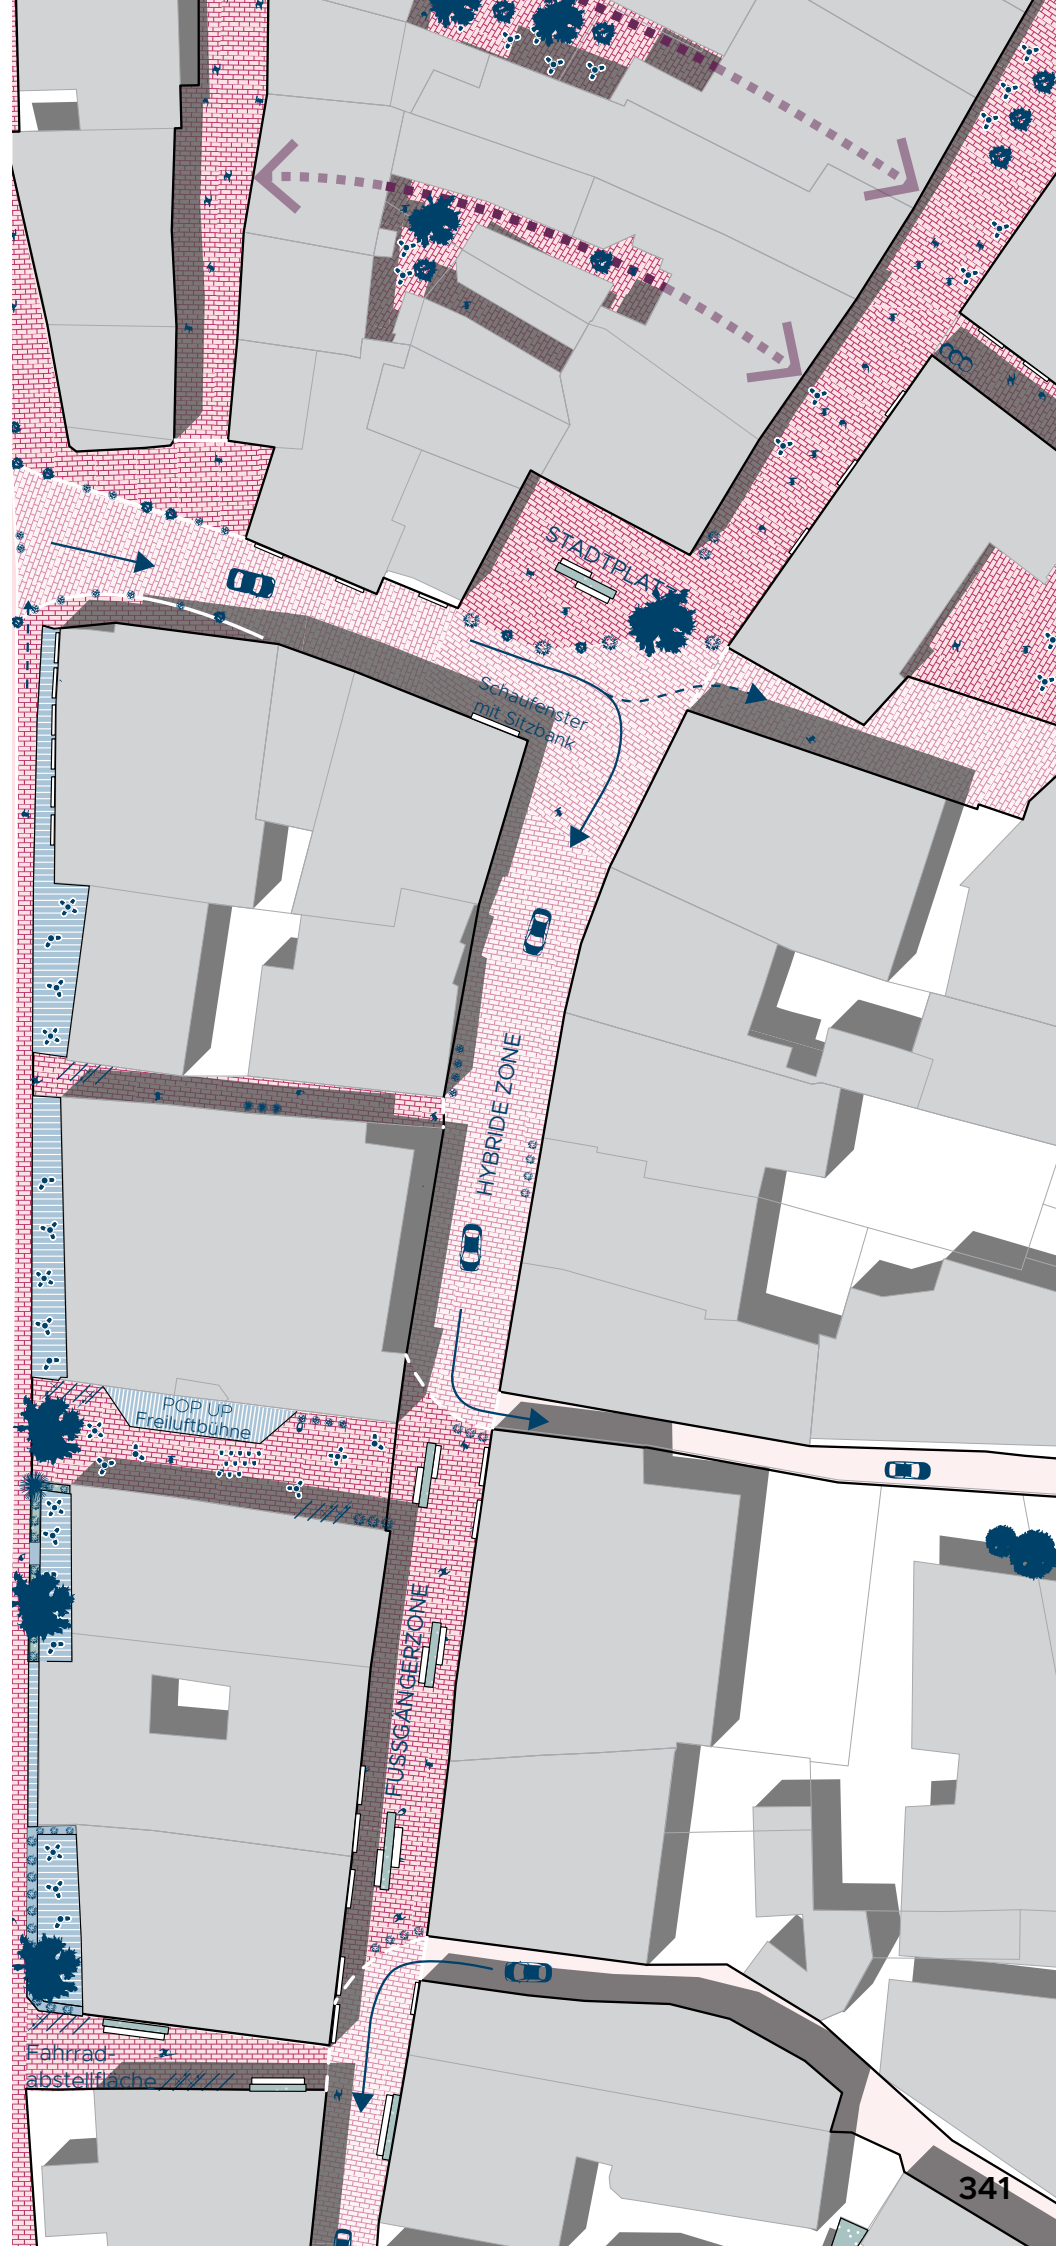 STADTPLATZ
Schaufenster
mit Sitzbank
HYBRIDE ZONE
POP UP
Freiluftbühne
FUSSGÄNGERZONE
Fahrrad-
abstellfläche
341